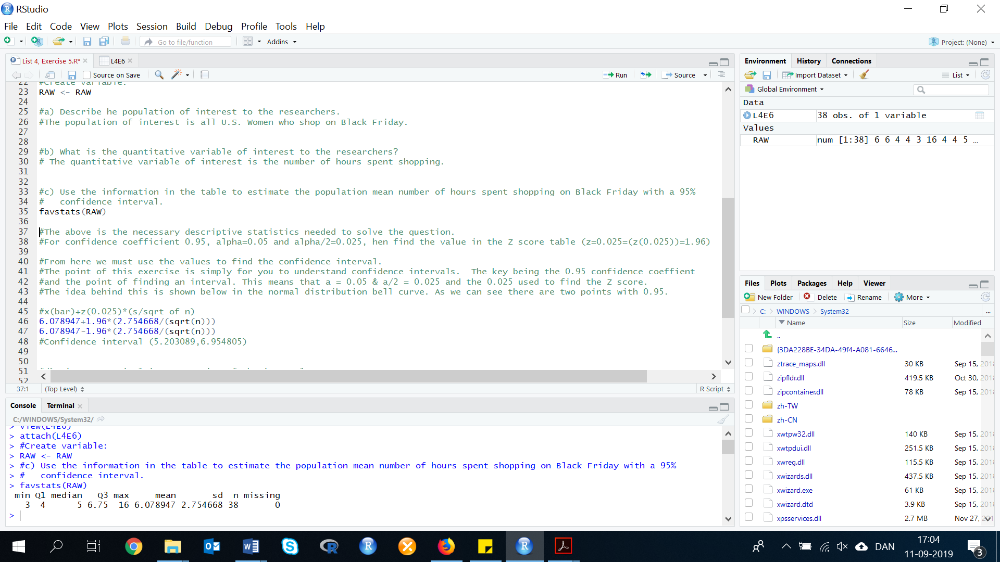 RStudio
File Edit Code View Plots Session Build Debug Profile Tools Help
Go to file/function Addins Project: (None)
List 4, Exercise 5.R* L4E6
Source on Save Run Source
22 #Create variable:
23 RAW <- RAW
24
25 #a) Describe he population of interest to the researchers.
26 #The population of interest is all U.S. Women who shop on Black Friday.
27
28
29 #b) What is the quantitative variable of interest to the researchers?
30 # The quantitative variable of interest is the number of hours spent shopping.
31
32
33 #c) Use the information in the table to estimate the population mean number of hours spent shopping on Black Friday with a 95%
34 #   confidence interval.
35 favstats(RAW)
36
37 #The above is the necessary descriptive statistics needed to solve the question.
38 #For confidence coefficient 0.95, alpha=0.05 and alpha/2=0.025, hen find the value in the Z score table (z=0.025=(z(0.025))=1.96)
39
40 #From here we must use the values to find the confidence interval.
41 #The point of this exercise is simply for you to understand confidence intervals.  The key being the 0.95 confidence coeffient
42 #and the point of finding an interval. This means that a = 0.05 & a/2 = 0.025 and the 0.025 used to find the Z score.
43 #The idea behind this is shown below in the normal distribution bell curve. As we can see there are two points with 0.95.
44
45 #x(bar)+z(0.025)*(s/sqrt of n)
46 6.078947+1.96*(2.754668/(sqrt(n)))
47 6.078947-1.96*(2.754668/(sqrt(n)))
48 #Confidence interval (5.203089,6.954805)
49
50
51
52
37:1 (Top Level) R Script
Console Terminal
C:/WINDOWS/System32/
> View(L4E6)
> attach(L4E6)
> #Create variable:
> RAW <- RAW
> #c) Use the information in the table to estimate the population mean number of hours spent shopping on Black Friday with a 95%
> #   confidence interval.
> favstats(RAW)
min Q1 median Q3 max mean sd n missing
3 4 5 6.75 16 6.078947 2.754668 38 0
>
Environment History Connections
Import Dataset List
Global Environment
Data
L4E6 38 obs. of 1 variable
Values
RAW num [1:38] 6 6 4 4 3 16 4 4 5 ...
Files Plots Packages Help Viewer
New Folder Delete Rename More
C: WINDOWS System32 ...
Name Size Modified
..
{3DA228BE-34DA-49f4-A081-6646...
ztrace_maps.dll 30 KB Sep 15, 201
zipfldr.dll 419.5 KB Oct 30, 201
zipcontainer.dll 78 KB Sep 15, 201
zh-TW
zh-CN
xwtpw32.dll 140 KB Sep 15, 201
xwtpdui.dll 251.5 KB Sep 15, 201
xwreg.dll 115.5 KB Sep 15, 201
xwizards.dll 437.5 KB Sep 15, 201
xwizard.exe 61 KB Sep 15, 201
xwizard.dtd 3.9 KB Sep 15, 201
xpsservices.dll 2.7 MB Nov 27, 201
DAN
17:04
11-09-2019
3